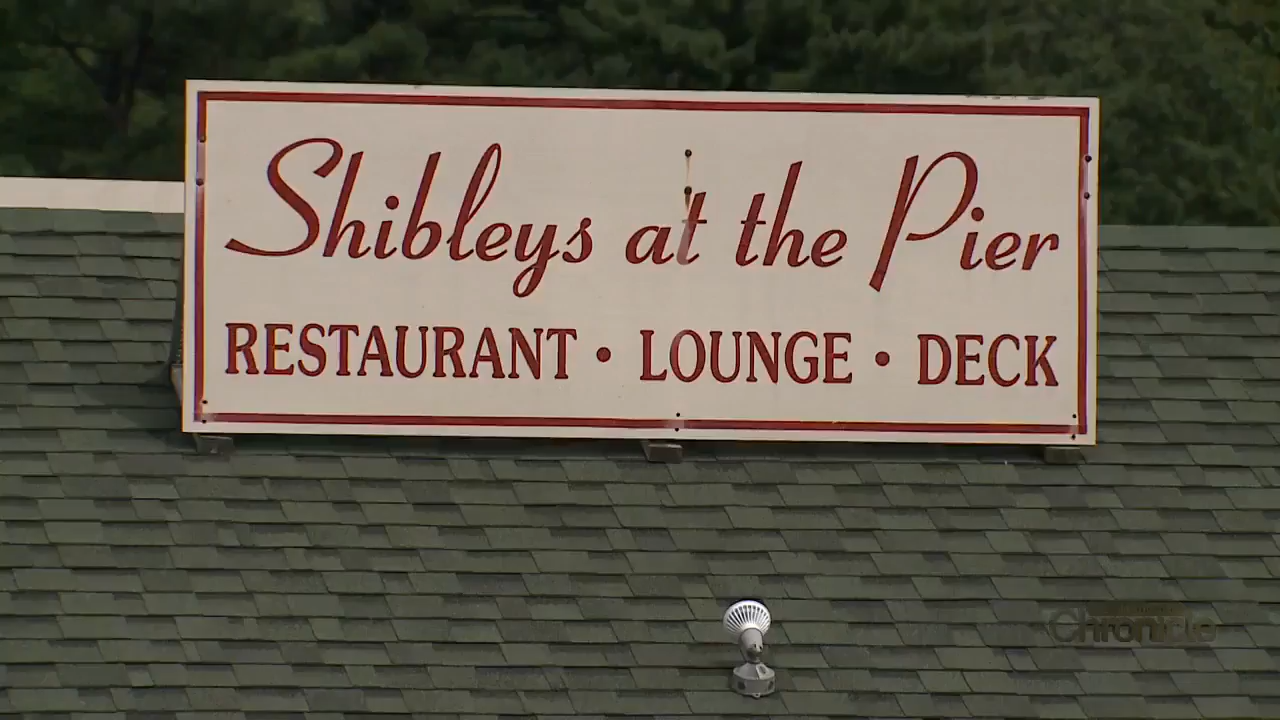 Shibleys at the Pier
RESTAURANT • LOUNGE • DECK
Chronicle